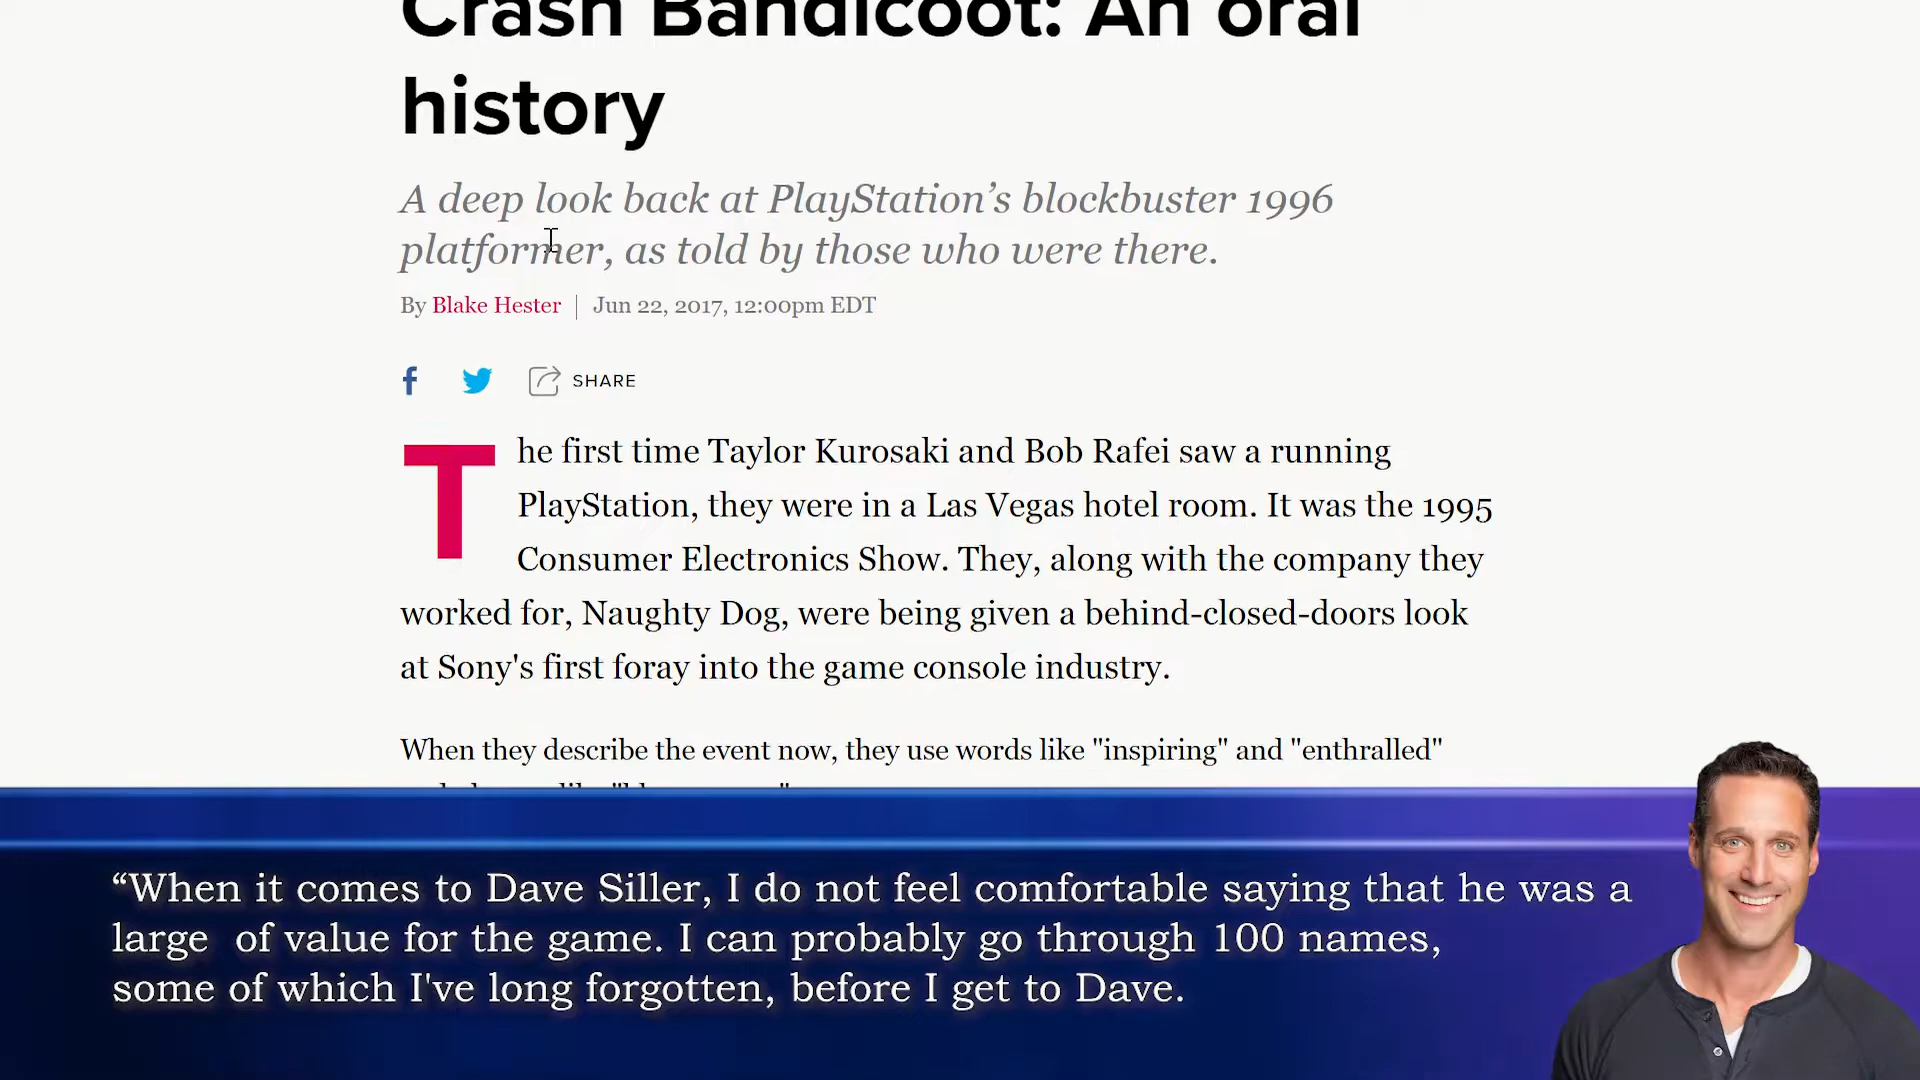 Crash Bandicoot: An oral
history
A deep look back at PlayStation’s blockbuster 1996
platformer, as told by those who were there.
By Blake Hester | Jun 22, 2017, 12:00pm EDT
SHARE
The first time Taylor Kurosaki and Bob Rafei saw a running
PlayStation, they were in a Las Vegas hotel room. It was the 1995
Consumer Electronics Show. They, along with the company they
worked for, Naughty Dog, were being given a behind-closed-doors look
at Sony's first foray into the game console industry.
When they describe the event now, they use words like "inspiring" and "enthralled"
“When it comes to Dave Siller, I do not feel comfortable saying that he was a
large  of value for the game. I can probably go through 100 names,
some of which I've long forgotten, before I get to Dave.